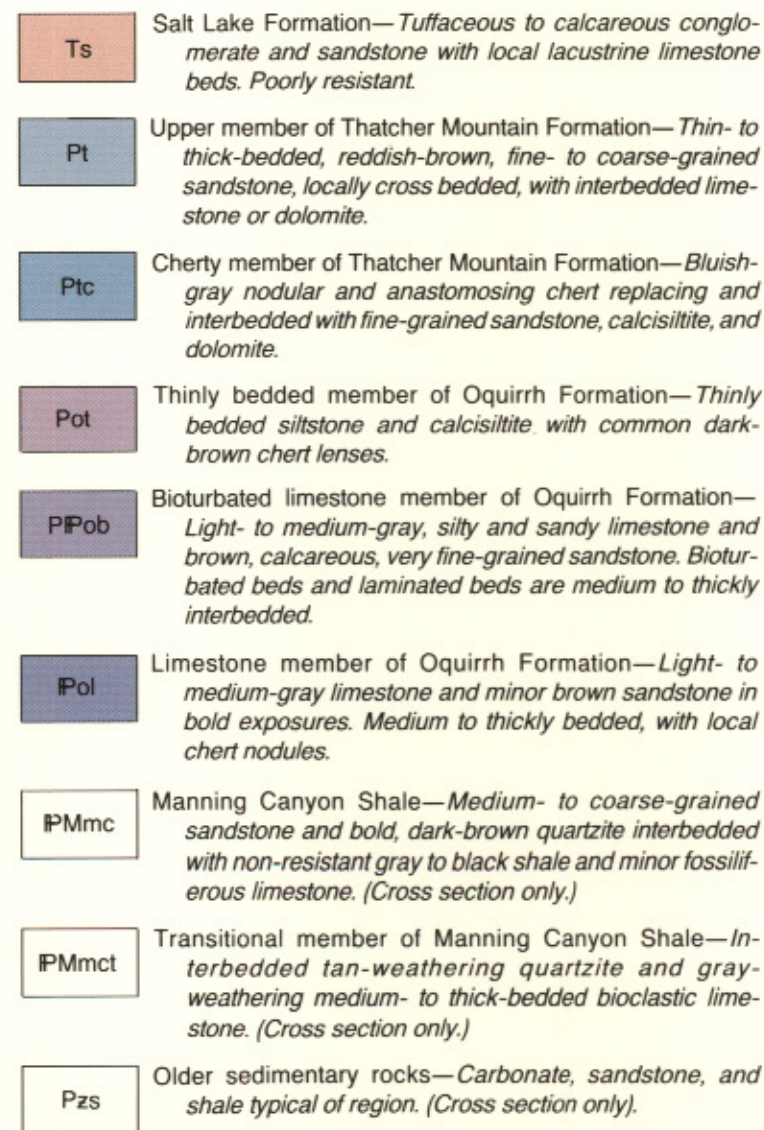 Ts
Salt Lake Formation—Tuffaceous to calcareous conglo-
merate and sandstone with local lacustrine limestone
beds. Poorly resistant.
Pt
Upper member of Thatcher Mountain Formation—Thin- to
thick-bedded, reddish-brown, fine- to coarse-grained
sandstone, locally cross bedded, with interbedded lime-
stone or dolomite.
Ptc
Cherty member of Thatcher Mountain Formation—Bluish-
gray nodular and anastomosing chert replacing and
interbedded with fine-grained sandstone, calcisiltite, and
dolomite.
Pot
Thinly bedded member of Oquirrh Formation—Thinly
bedded siltstone and calcisiltite with common dark-
brown chert lenses.
PIPob
Bioturbated limestone member of Oquirrh Formation—
Light- to medium-gray, silty and sandy limestone and
brown, calcareous, very fine-grained sandstone. Biotur-
bated beds and laminated beds are medium to thickly
interbedded.
IPol
Limestone member of Oquirrh Formation—Light- to
medium-gray limestone and minor brown sandstone in
bold exposures. Medium to thickly bedded, with local
chert nodules.
IPMmc
Manning Canyon Shale—Medium- to coarse-grained
sandstone and bold, dark-brown quartzite interbedded
with non-resistant gray to black shale and minor fossilif-
erous limestone. (Cross section only.)
IPMmct
Transitional member of Manning Canyon Shale—In-
terbedded tan-weathering quartzite and gray-
weathering medium- to thick-bedded bioclastic lime-
stone. (Cross section only.)
Pzs
Older sedimentary rocks—Carbonate, sandstone, and
shale typical of region. (Cross section only).